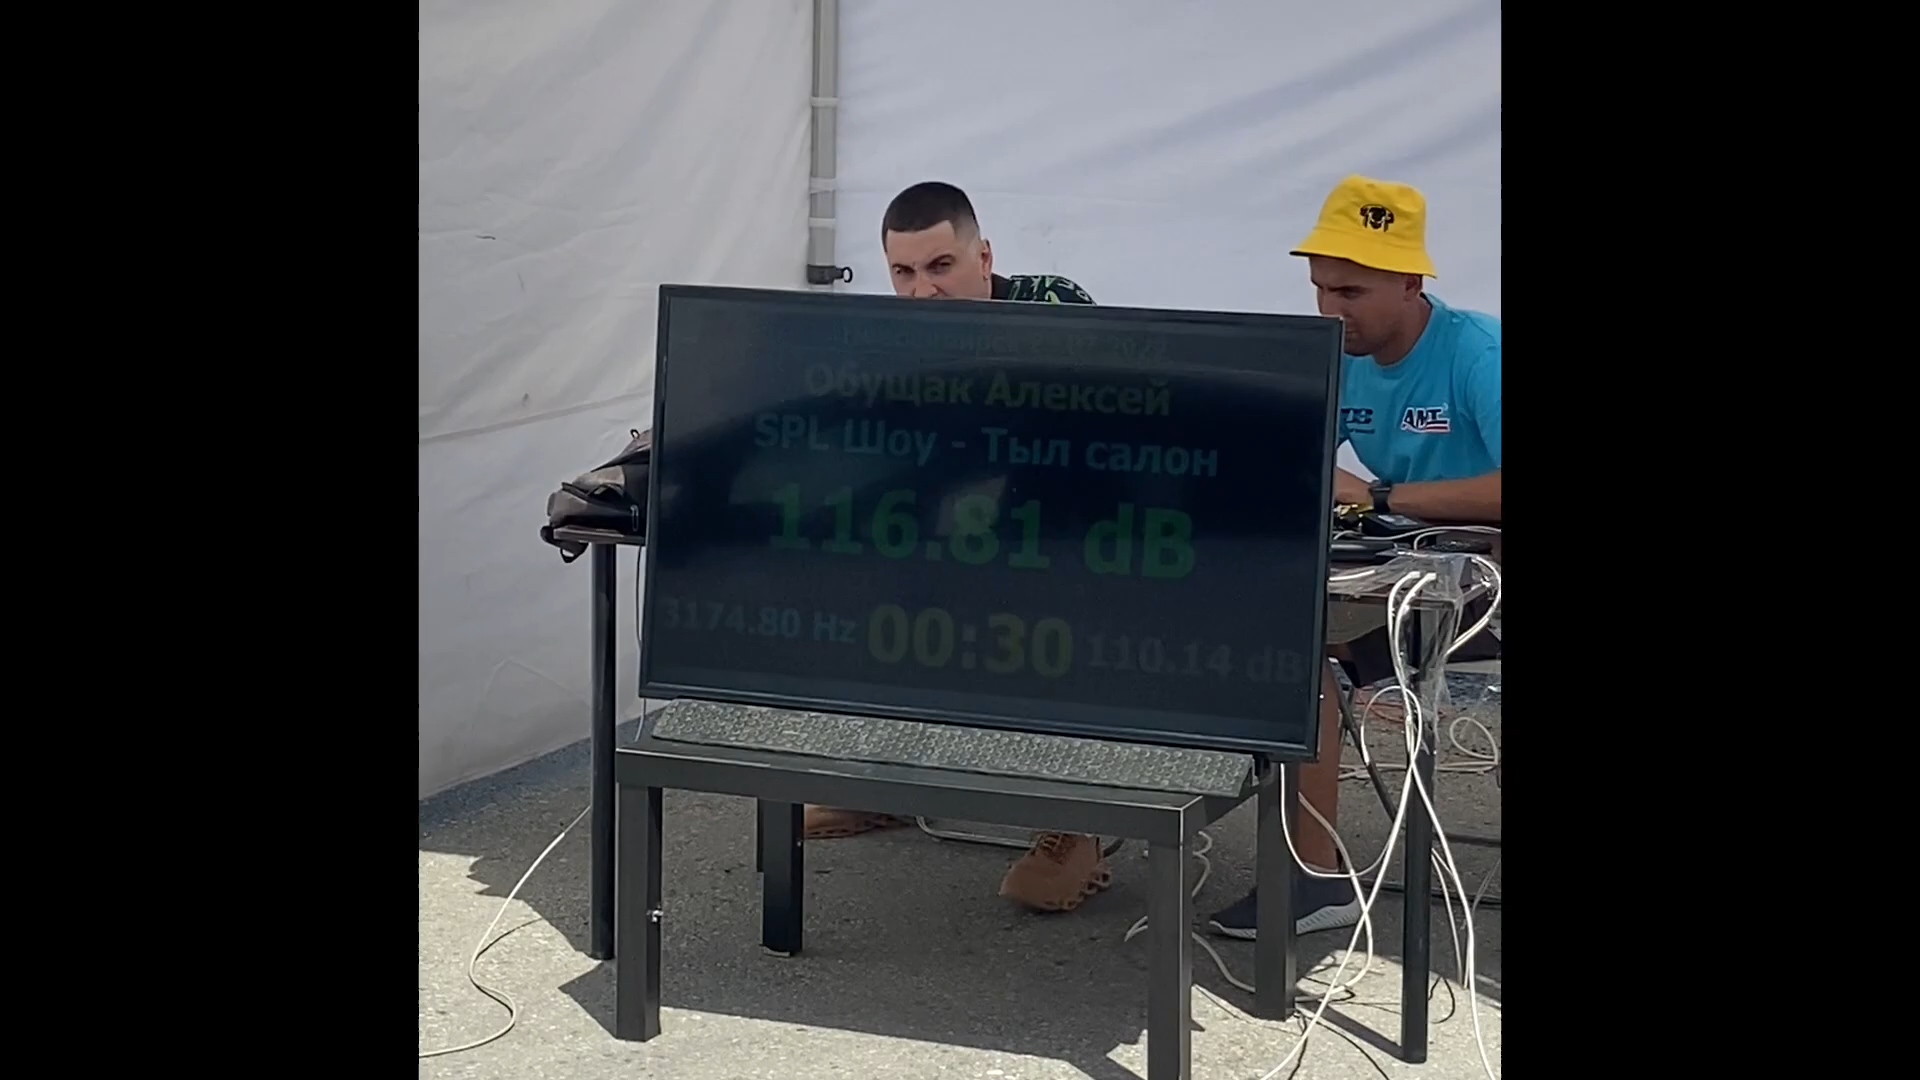 Обущак Алексей
SPL Шоу - Тыл салон
116.81 dB
3174.80 Hz 00:30 110.14 dB
AMT